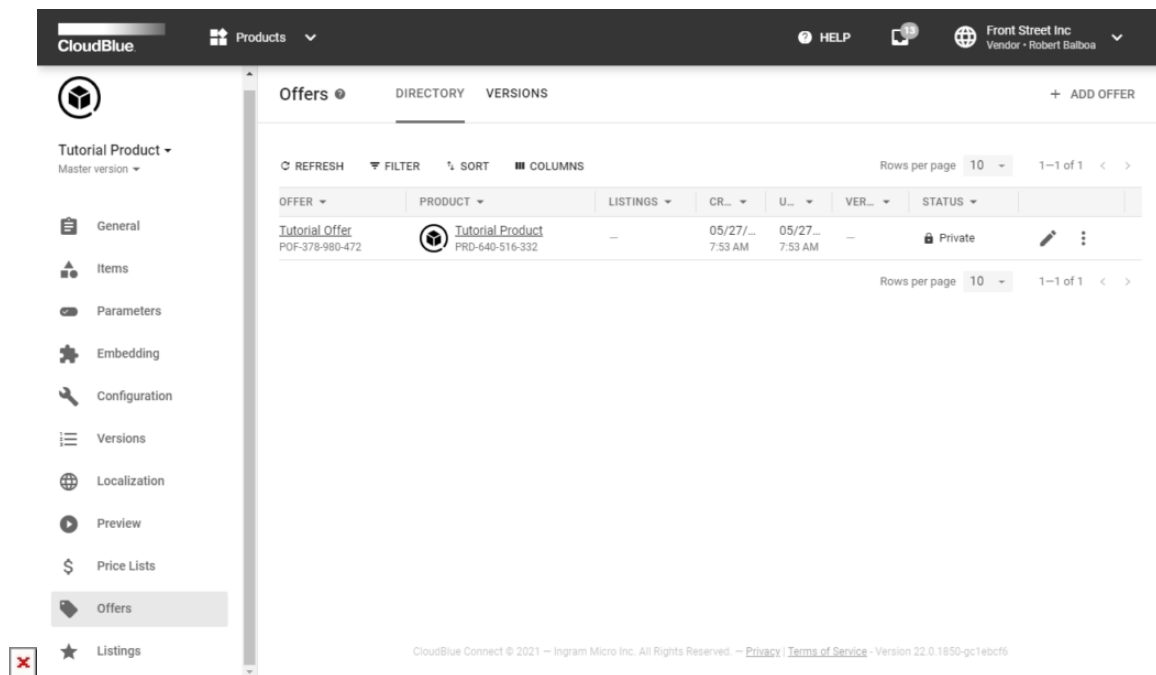 CloudBlue.
Products
HELP
13
Front Street Inc
Vendor • Robert Balboa
Tutorial Product
Master version
General
Items
Parameters
Embedding
Configuration
Versions
Localization
Preview
Price Lists
Offers
Listings
Offers
DIRECTORY
VERSIONS
+ ADD OFFER
REFRESH FILTER SORT COLUMNS Rows per page 10 1–1 of 1
OFFER PRODUCT LISTINGS CR... U... VER... STATUS
Tutorial Offer Tutorial Product – 05/27/... 05/27... – Private
POF-378-980-472 PRD-640-516-332 7:53 AM 7:53 AM
Rows per page 10 1–1 of 1
CloudBlue Connect © 2021 – Ingram Micro Inc. All Rights Reserved. – Privacy | Terms of Service - Version 22.0.1850-gc1ebcf6